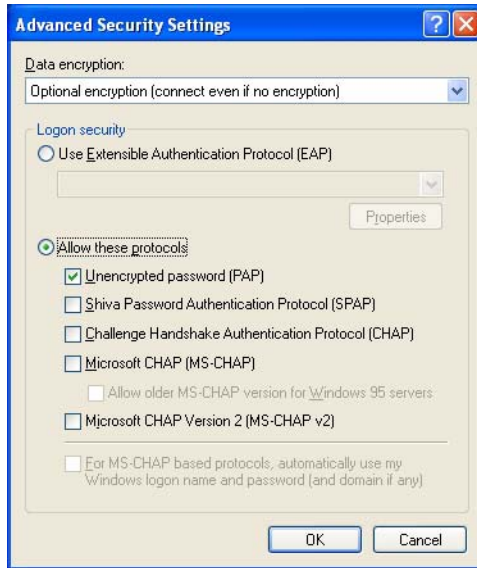 Advanced Security Settings
Data encryption:
Optional encryption (connect even if no encryption)
Logon security
Use Extensible Authentication Protocol (EAP)
Properties
Allow these protocols
Unencrypted password (PAP)
Shiva Password Authentication Protocol (SPAP)
Challenge Handshake Authentication Protocol (CHAP)
Microsoft CHAP (MS-CHAP)
Allow older MS-CHAP version for Windows 95 servers
Microsoft CHAP Version 2 (MS-CHAP v2)
For MS-CHAP based protocols, automatically use my
Windows logon name and password (and domain if any)
OK Cancel